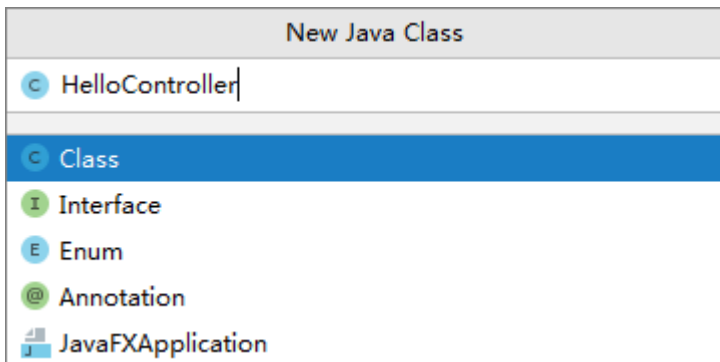 New Java Class
C HelloController
C Class
I Interface
E Enum
@ Annotation
J JavaFXApplication